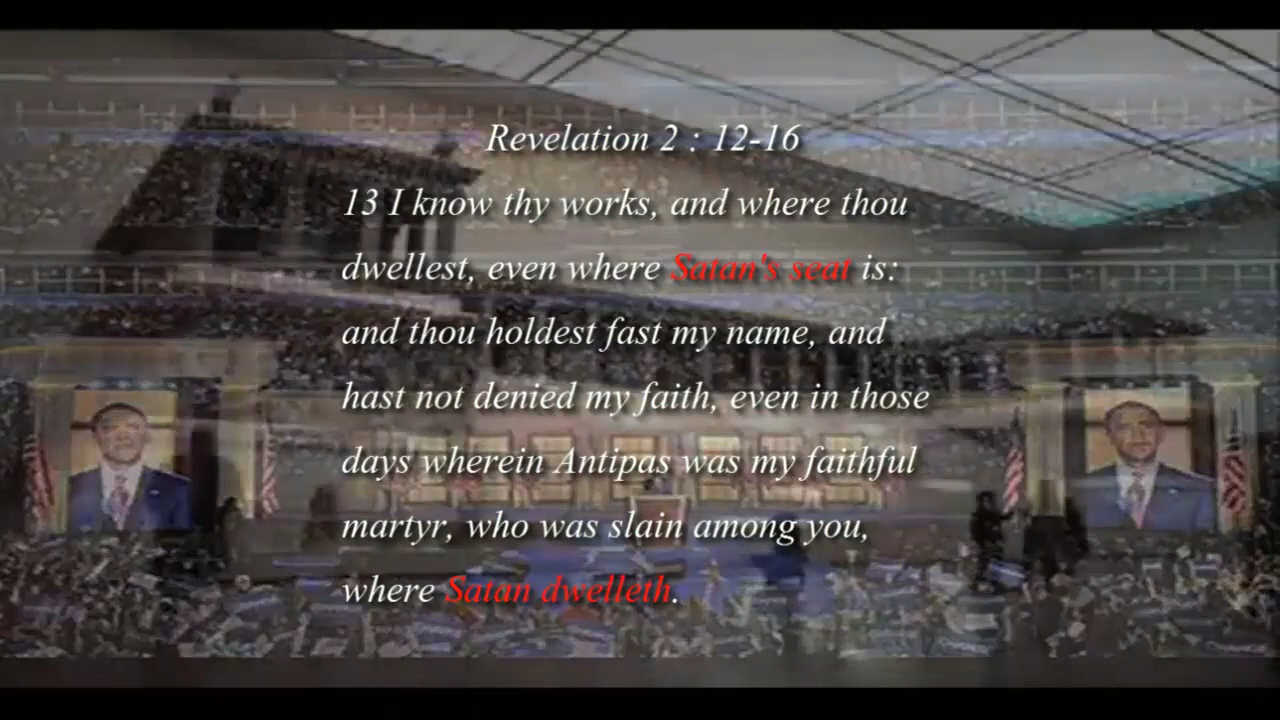 Revelation 2 : 12-16
13 I know thy works, and where thou
dwellest, even where Satan's seat is:
and thou holdest fast my name, and
hast not denied my faith, even in those
days wherein Antipas was my faithful
martyr, who was slain among you,
where Satan dwelleth.